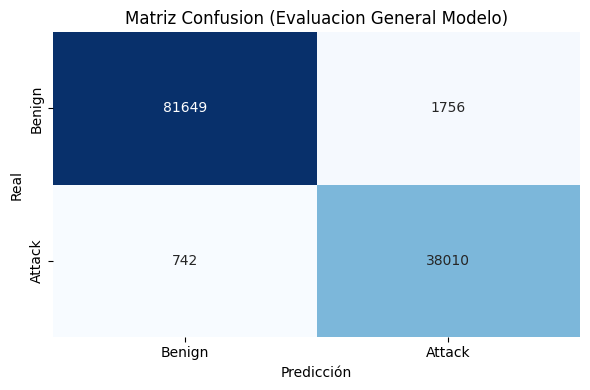 Matriz Confusion (Evaluacion General Modelo)
Real
Benign
81649
1756
Attack
742
38010
Benign
Attack
Predicción